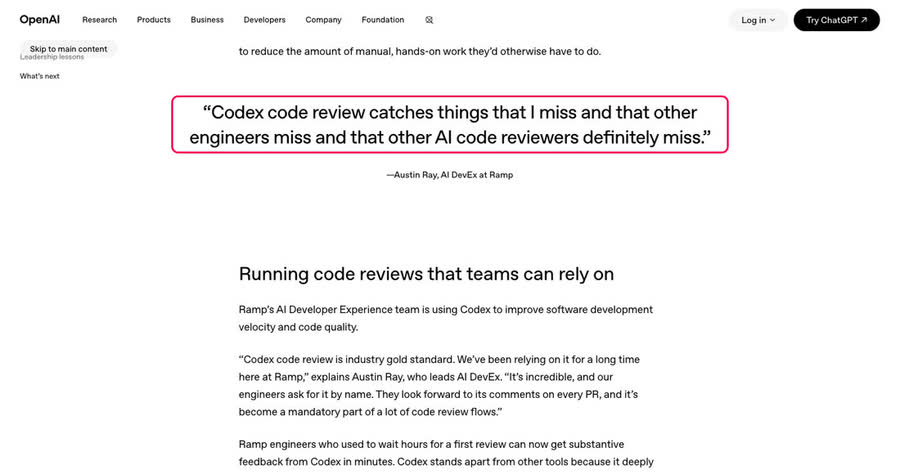 OpenAI
Research
Products
Business
Developers
Company
Foundation
Log in
Try ChatGPT ↗
Skip to main content
Leadership lessons
What's next
to reduce the amount of manual, hands-on work they'd otherwise have to do.
“Codex code review catches things that I miss and that other
engineers miss and that other AI code reviewers definitely miss.”
—Austin Ray, AI DevEx at Ramp
Running code reviews that teams can rely on
Ramp's AI Developer Experience team is using Codex to improve software development
velocity and code quality.
“Codex code review is industry gold standard. We've been relying on it for a long time
here at Ramp,” explains Austin Ray, who leads AI DevEx. “It's incredible, and our
engineers ask for it by name. They look forward to its comments on every PR, and it's
become a mandatory part of a lot of code review flows.”
Ramp engineers who used to wait hours for a first review can now get substantive
feedback from Codex in minutes. Codex stands apart from other tools because it deeply